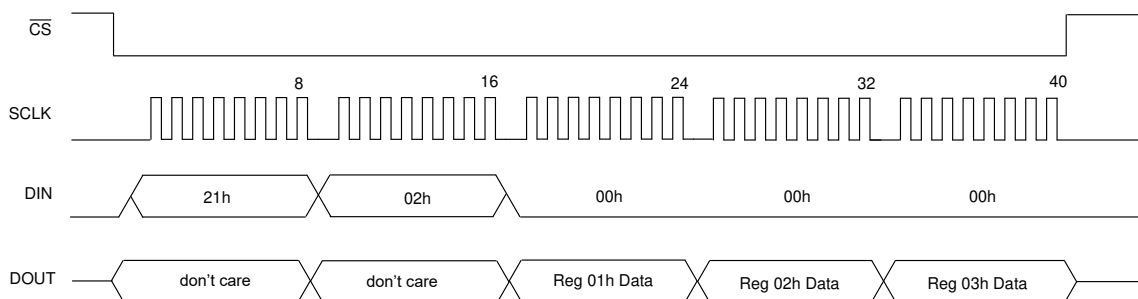 CS
8 16 24 32 40
SCLK
DIN 21h 02h 00h 00h 00h
DOUT don't care don't care Reg 01h Data Reg 02h Data Reg 03h Data